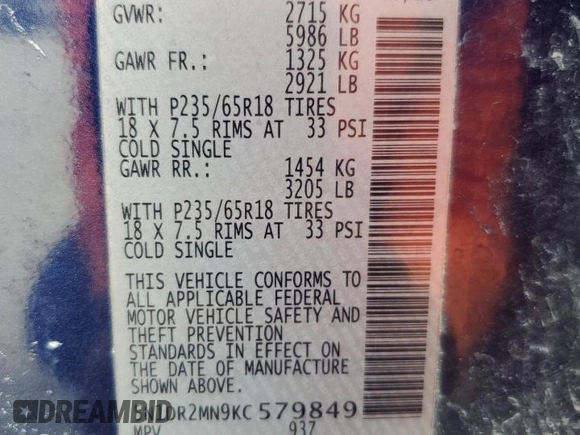 GVWR: 2715 KG
5986 LB
GAWR FR.: 1325 KG
2921 LB
WITH P235/65R18 TIRES
18 X 7.5 RIMS AT 33 PSI
COLD SINGLE
GAWR RR.: 1454 KG
3205 LB
WITH P235/65R18 TIRES
18 X 7.5 RIMS AT 33 PSI
COLD SINGLE
THIS VEHICLE CONFORMS TO
ALL APPLICABLE FEDERAL
MOTOR VEHICLE SAFETY AND
THEFT PREVENTION
STANDARDS IN EFFECT ON
THE DATE OF MANUFACTURE
SHOWN ABOVE.
DR2MN9KC579849
DREAMBID
MPV 937